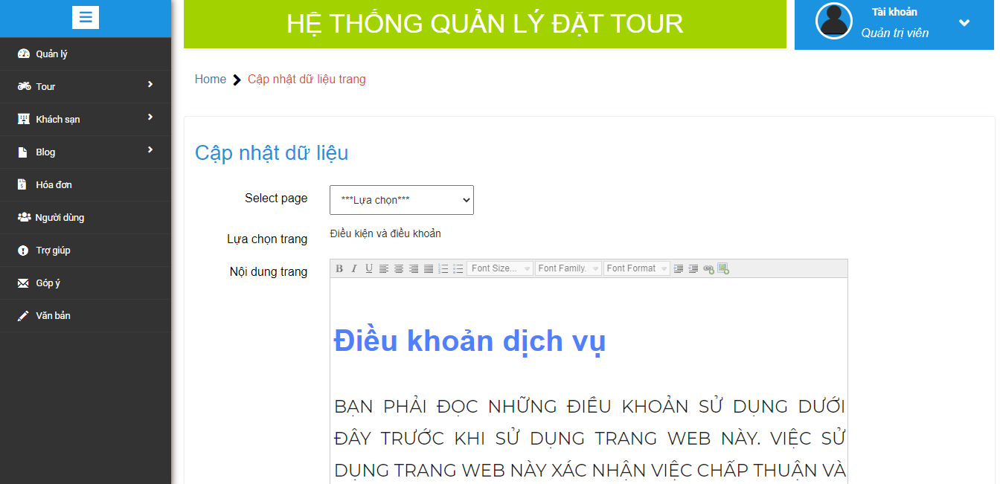 HỆ THỐNG QUẢN LÝ ĐẶT TOUR
Tài khoản
Quản trị viên
Quản lý
Tour
Khách sạn
Blog
Hóa đơn
Người dùng
Trợ giúp
Góp ý
Văn bản
Home
Cập nhật dữ liệu trang
Cập nhật dữ liệu
Select page
***Lựa chọn***
Lựa chọn trang
Điều kiện và điều khoản
Nội dung trang
B I U Font Size... Font Family. Font Format
Điều khoản dịch vụ
BẠN PHẢI ĐỌC NHỮNG ĐIỀU KHOẢN SỬ DỤNG DƯỚI
ĐÂY TRƯỚC KHI SỬ DỤNG TRANG WEB NÀY. VIỆC SỬ
DỤNG TRANG WEB NÀY XÁC NHẬN VIỆC CHẤP THUẬN VÀ